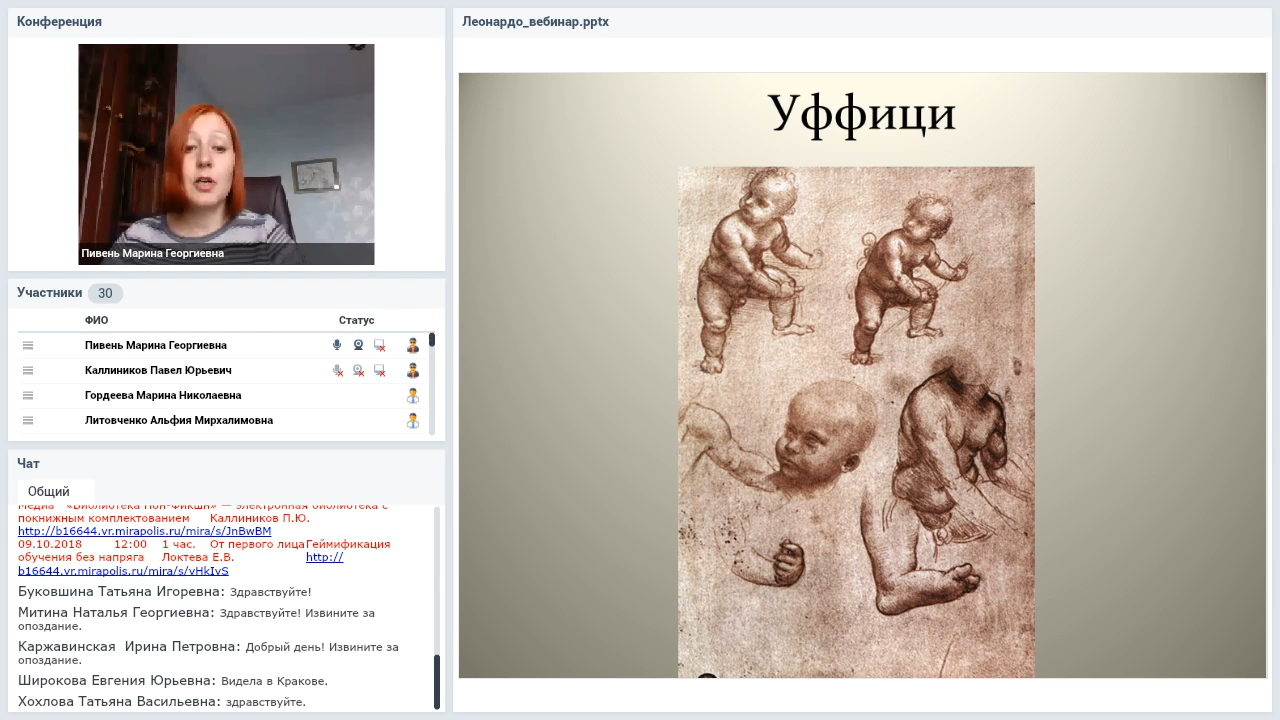 Конференция
Пивень Марина Георгиевна
Участники 30
ФИО Статус
Пивень Марина Георгиевна
Каллиников Павел Юрьевич
Гордеева Марина Николаевна
Литовченко Альфия Мирхалимовна
Чат
Общий
Медиа «Библиотека Нон-Фикшн» — электронная библиотека с
покнижным комплектованием Каллиников П.Ю.
http://b16644.vr.mirapolis.ru/mira/s/JnBwBM
09.10.2018 12:00 1 час. От первого лица Геймификация
обучения без напряга Локтева Е.В. http://
b16644.vr.mirapolis.ru/mira/s/vHkIvS
Буковшина Татьяна Игоревна: Здравствуйте!
Митина Наталья Георгиевна: Здравствуйте! Извините за
опоздание.
Каржавинская Ирина Петровна: Добрый день! Извините за
опоздание.
Широкова Евгения Юрьевна: Видела в Кракове.
Хохлова Татьяна Васильевна: здравствуйте.
Леонардо_вебинар.pptx
Уффици